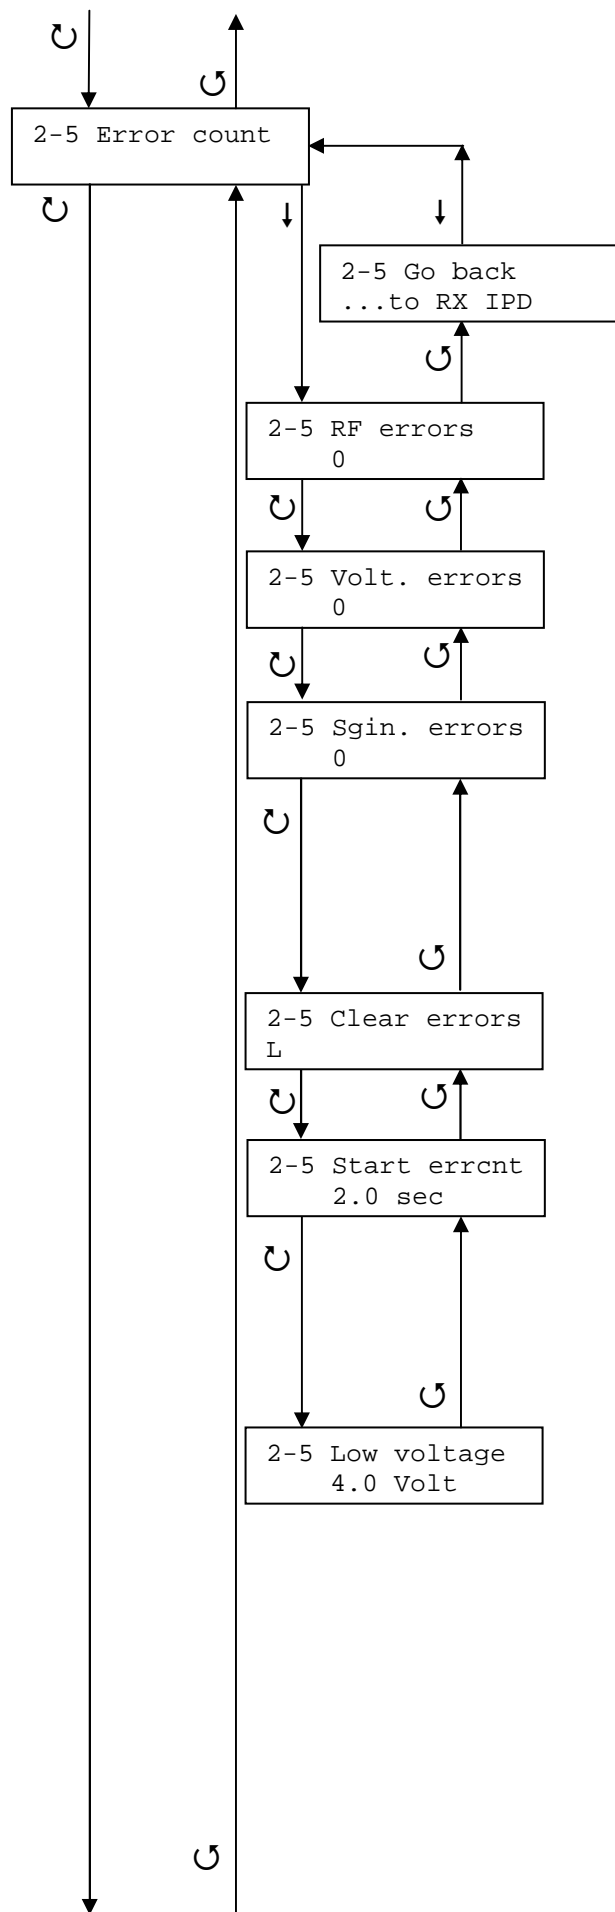 2-5 Error count
2-5 Go back
...to RX IPD
2-5 RF errors
0
2-5 Volt. errors
0
2-5 Sgin. errors
0
2-5 Clear errors
L
2-5 Start errcnt
2.0 sec
2-5 Low voltage
4.0 Volt